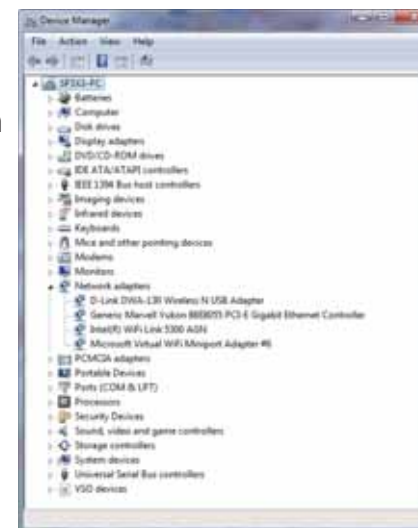 Device Manager
File Action View Help
SPSXS-PC
Batteries
Computer
Disk drives
Display adapters
DVD/CD-ROM drives
IDE ATA/ATAPI controllers
IEEE 1394 Bus host controllers
Imaging devices
Infrared devices
Keyboards
Mice and other pointing devices
Modems
Monitors
Network adapters
D-Link DWA-131 Wireless N USB Adapter
Generic Marvell Yukon 88E8055 PCI-E Gigabit Ethernet Controller
Intel(R) WiFi Link 5300 AGN
Microsoft Virtual WiFi Miniport Adapter #6
PCMCIA adapters
Portable Devices
Ports (COM & LPT)
Processors
Security Devices
Sound, video and game controllers
Storage controllers
System devices
Universal Serial Bus controllers
VSO devices